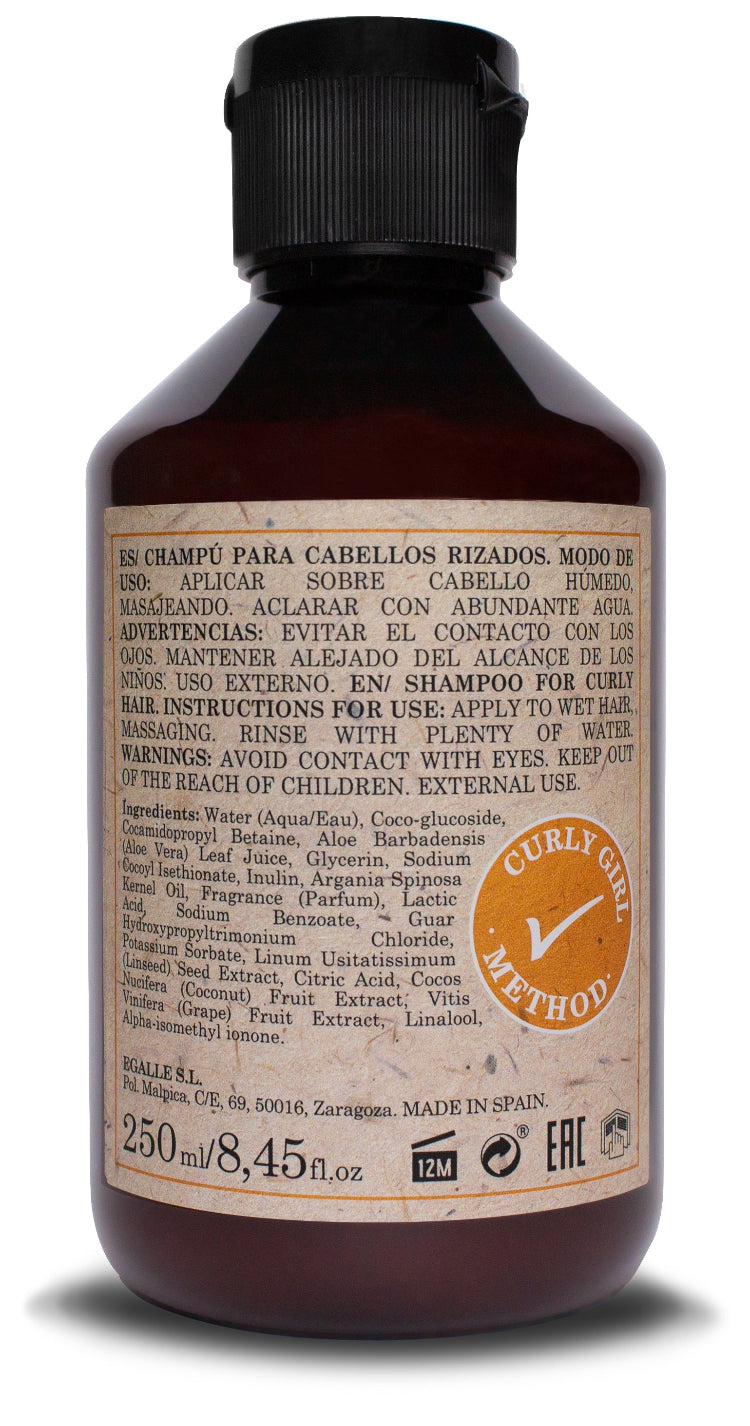 ES/ CHAMPÚ PARA CABELLOS RIZADOS. MODO DE
USO: APLICAR SOBRE CABELLO HÚMEDO,
MASAJEANDO. ACLARAR CON ABUNDANTE AGUA.
ADVERTENCIAS: EVITAR EL CONTACTO CON LOS
OJOS. MANTENER ALEJADO DEL ALCANCE DE LOS
NIÑOS. USO EXTERNO. EN/ SHAMPOO FOR CURLY
HAIR. INSTRUCTIONS FOR USE: APPLY TO WET HAIR,
MASSAGING. RINSE WITH PLENTY OF WATER.
WARNINGS: AVOID CONTACT WITH EYES. KEEP OUT
OF THE REACH OF CHILDREN. EXTERNAL USE.
Ingredients: Water (Aqua/Eau), Coco-glucoside,
Cocamidopropyl Betaine, Aloe Barbadensis
(Aloe Vera) Leaf Juice, Glycerin, Sodium
Cocoyl Isethionate, Inulin, Argania Spinosa
Kernel Oil, Fragrance (Parfum), Lactic
Acid, Sodium Benzoate, Guar
Hydroxypropyltrimonium Chloride,
Potassium Sorbate, Linum Usitatissimum
(Linseed) Seed Extract, Citric Acid, Cocos
Nucifera (Coconut) Fruit Extract, Vitis
Vinifera (Grape) Fruit Extract, Linalool,
Alpha-isomethyl ionone.
CURLY GIRL
· METHOD ·
EGALLE S.L.
Pol. Malpica, C/E, 69, 50016, Zaragoza. MADE IN SPAIN.
250 ml/8,45fl.oz
12M
®
EAC